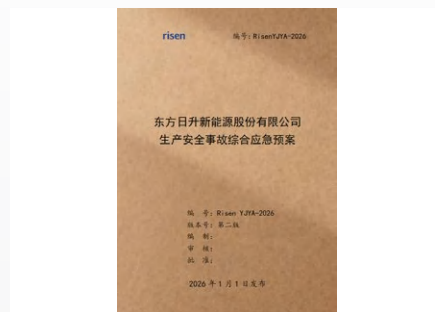 risen
编号：RisenYJYA-2026
东方日升新能源股份有限公司
生产安全事故综合应急预案
编 号：Risen YJYA-2026
版本号：第二版
编 制：
审 核：
批 准：
2026 年 1 月 1 日发布